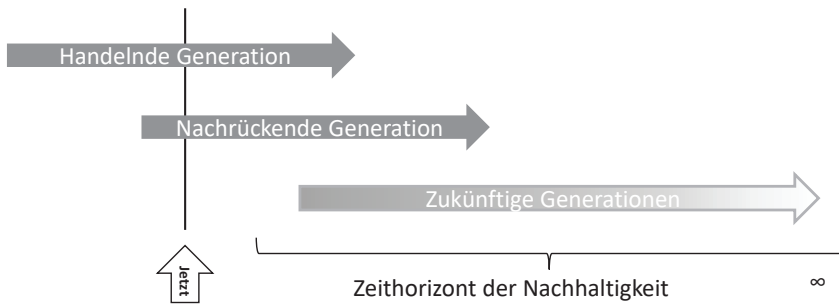 Handelnde Generation
Nachrückende Generation
Zukünftige Generationen
Jetzt
Zeithorizont der Nachhaltigkeit
∞